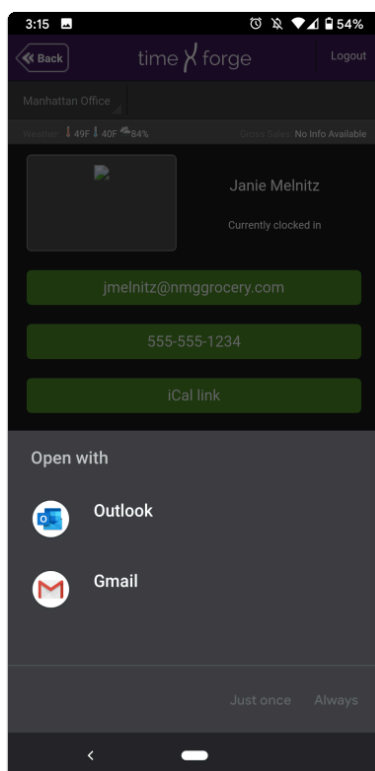 3:15 54%
Back time forge Logout
Manhattan Office
Weather: 49F 40F 84% Gross Sales: No Info Available
Janie Melnitz
Currently clocked in
jmelnitz@nmggrocery.com
555-555-1234
iCal link
Open with
Outlook
Gmail
Just once Always